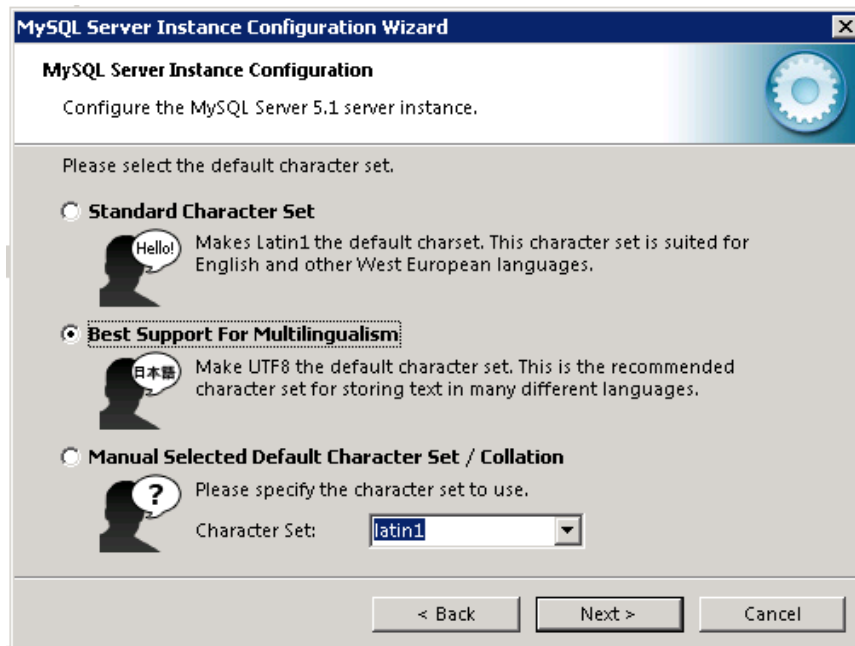 MySQL Server Instance Configuration Wizard
MySQL Server Instance Configuration
Configure the MySQL Server 5.1 server instance.
Please select the default character set.
Standard Character Set
Hello!
Makes Latin1 the default charset. This character set is suited for
English and other West European languages.
Best Support For Multilingualism
日本語
Make UTF8 the default character set. This is the recommended
character set for storing text in many different languages.
Manual Selected Default Character Set / Collation
?
Please specify the character set to use.
Character Set: latin1
< Back Next > Cancel